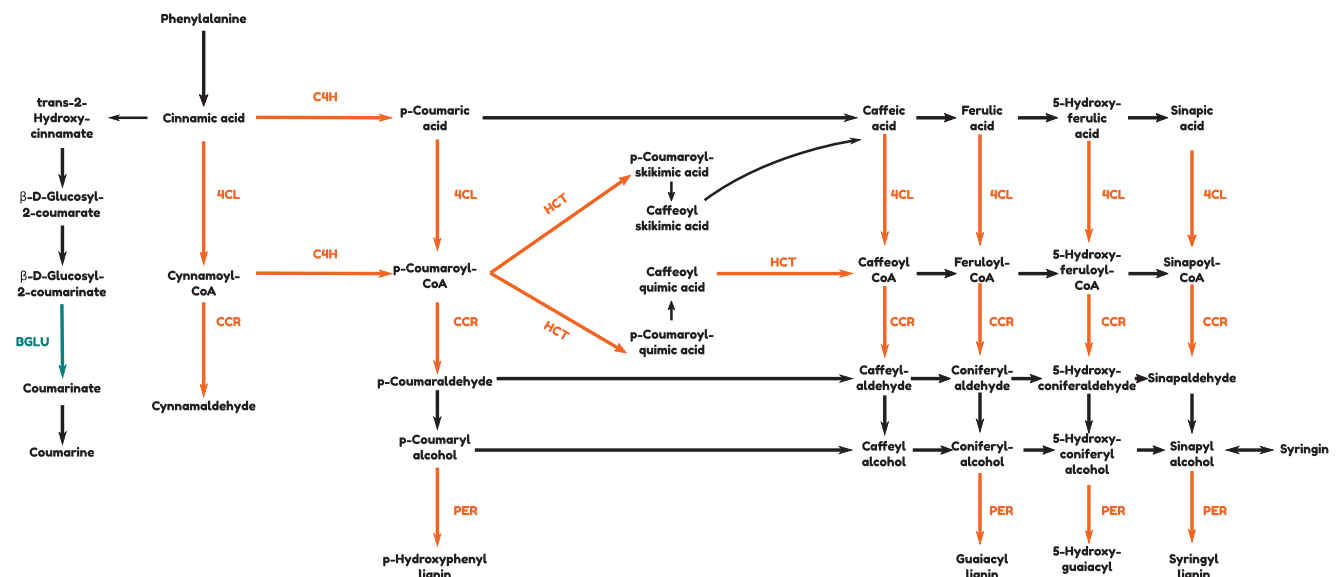 Phenylalanine
trans-2-
Hydroxy-
cinnamate
Cinnamic acid
C4H
p-Coumaric
acid
Caffeic
acid
Ferulic
acid
5-Hydroxy-
ferulic
acid
Sinapic
acid
p-Coumaroyl-
skikimic acid
Caffeoyl
skikimic acid
β-D-Glucosyl-
2-coumarate
4CL
4CL
HCT
4CL
4CL
4CL
4CL
β-D-Glucosyl-
2-coumarinate
Cynnamoyl-
CoA
C4H
p-Coumaroyl-
CoA
Caffeoyl
quimic acid
HCT
Caffeoyl
CoA
Feruloyl-
CoA
5-Hydroxy-
feruloyl-
CoA
Sinapoyl-
CoA
BGLU
CCR
CCR
HCT
p-Coumaroyl-
quimic acid
CCR
CCR
CCR
CCR
Coumarinate
Cynnamaldehyde
p-Coumaraldehyde
Caffeyl-
aldehyde
Coniferyl-
aldehyde
5-Hydroxy-
coniferaldehyde
Sinapaldehyde
Coumarine
p-Coumaryl
alcohol
Caffeyl
alcohol
Coniferyl-
alcohol
5-Hydroxy-
coniferyl
alcohol
Sinapyl
alcohol
Syringin
PER
PER
PER
PER
p-Hydroxyphenyl
lignin
Guaiacyl
lignin
5-Hydroxy-
guaiacyl
Syringyl
lignin